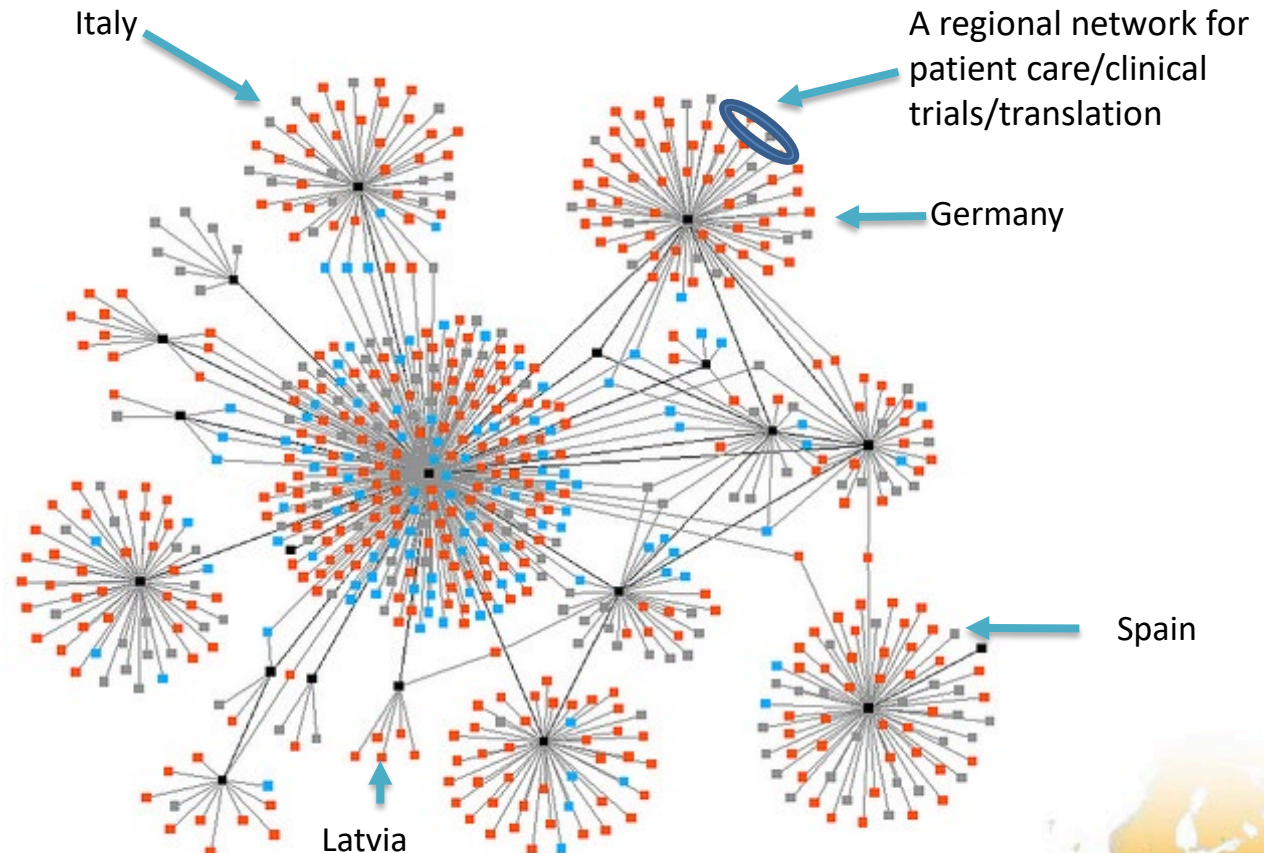 Italy
A regional network for
patient care/clinical
trials/translation
Germany
Spain
Latvia